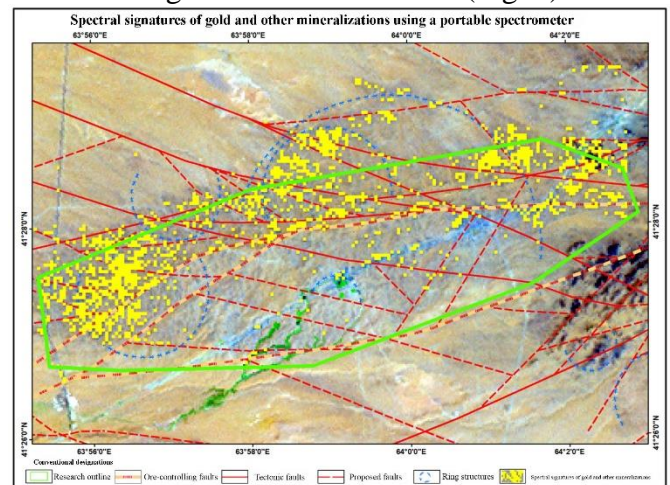 Spectral signatures of gold and other mineralizations using a portable spectrometer
63°56'0"E 63°58'0"E 64°0'0"E 64°2'0"E
41°28'0"N 41°28'0"N
41°26'0"N 41°26'0"N
63°56'0"E 63°58'0"E 64°0'0"E 64°2'0"E
Conventional designations
Research outline Ore-controlling faults Tectonic faults Proposed faults Ring structures Spectral signatures of gold and other mineralizations